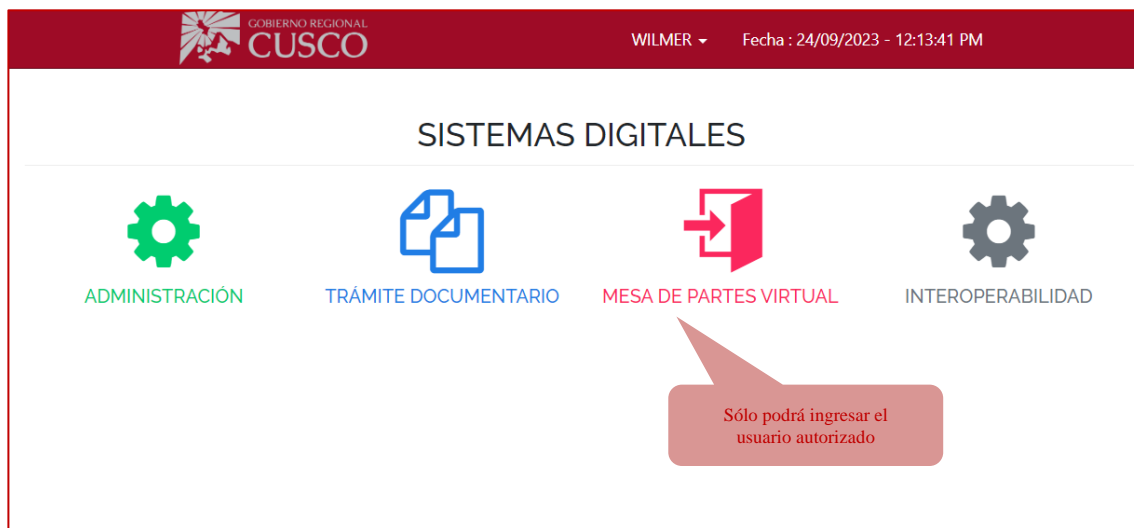 GOBIERNO REGIONAL
CUSCO
WILMER
Fecha : 24/09/2023 - 12:13:41 PM
SISTEMAS DIGITALES
ADMINISTRACIÓN
TRÁMITE DOCUMENTARIO
MESA DE PARTES VIRTUAL
INTEROPERABILIDAD
Sólo podrá ingresar el
usuario autorizado